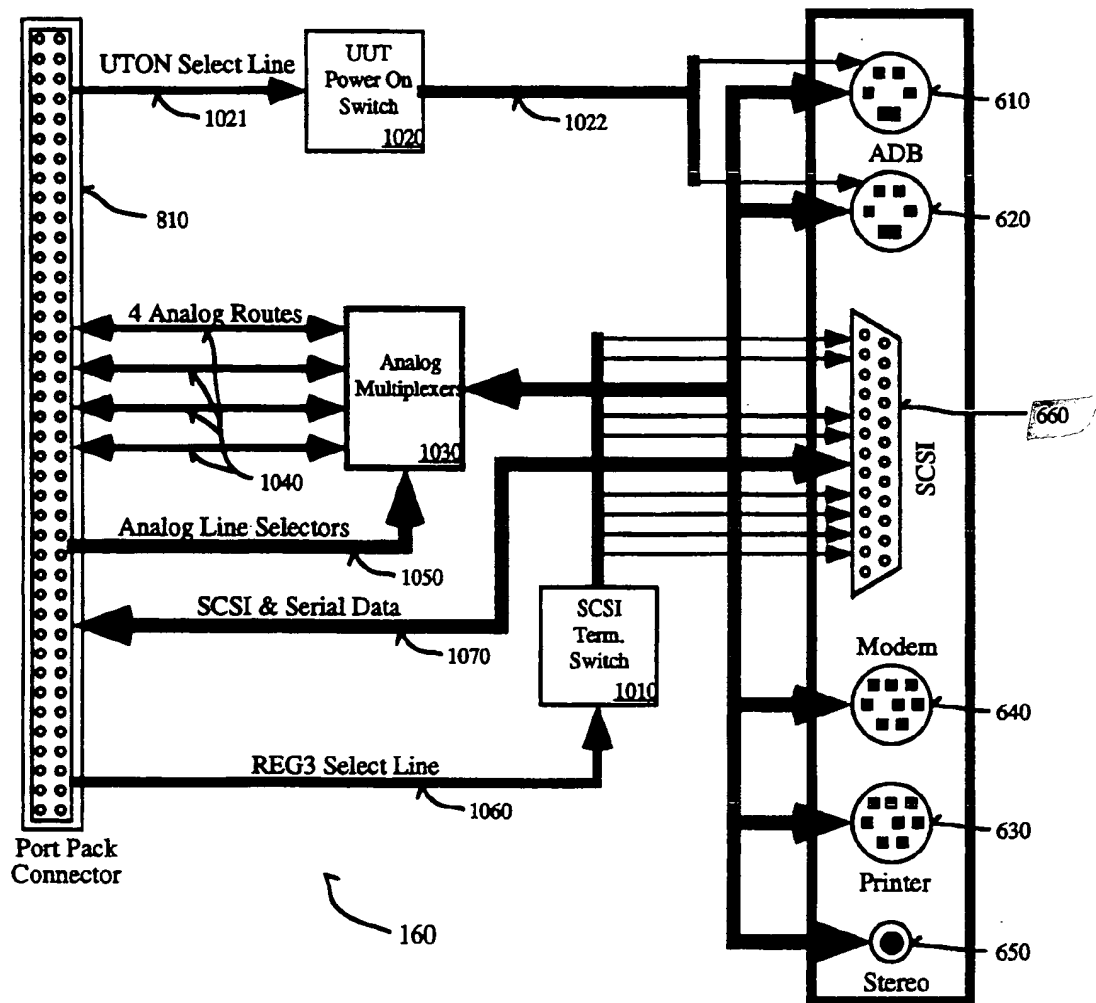 UTON Select Line
1021
UUT
Power On
Switch
1020
1022
610
ADB
620
810
4 Analog Routes
Analog
Multiplexers
1030
1040
660
SCSI
Analog Line Selectors
1050
SCSI & Serial Data
1070
SCSI
Term.
Switch
1010
Modem
640
REG3 Select Line
1060
630
Printer
Port Pack
Connector
160
650
Stereo